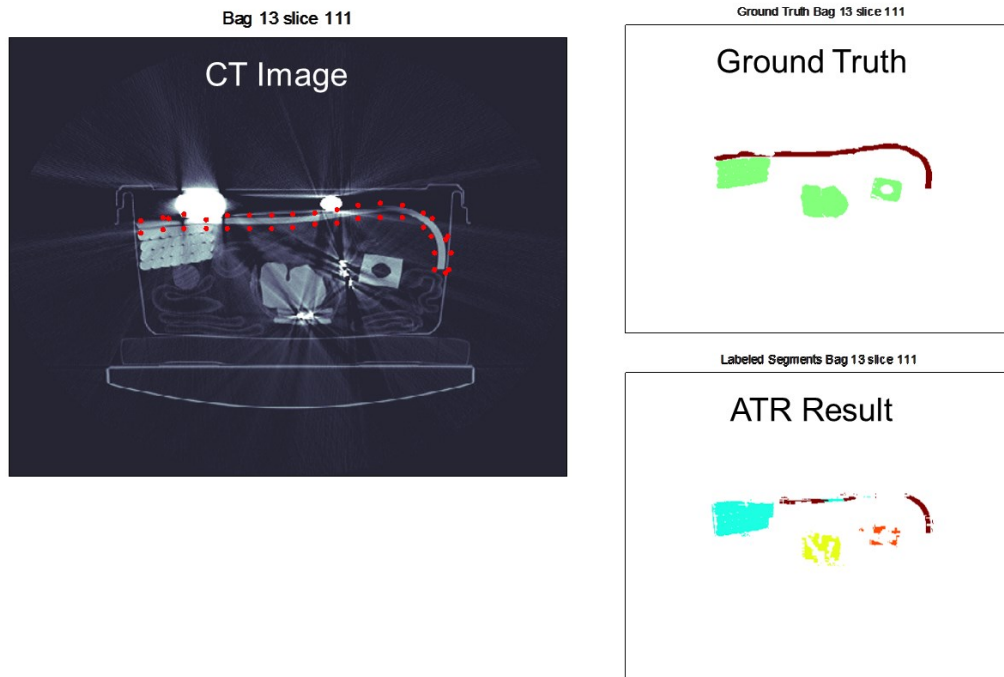 Bag 13 slice 111
CT Image
Ground Truth Bag 13 slice 111
Ground Truth
Labeled Segments Bag 13 slice 111
ATR Result